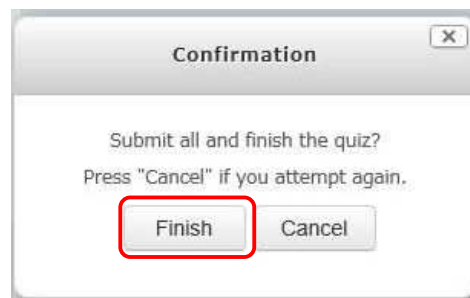 Confirmation
Submit all and finish the quiz?
Press "Cancel" if you attempt again.
Finish Cancel